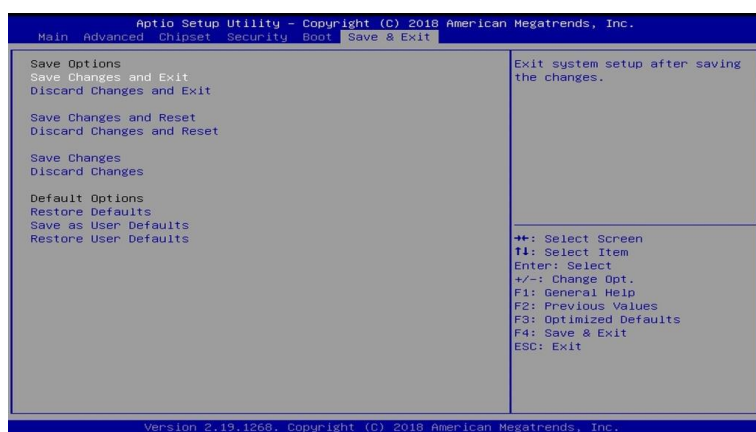 Aptio Setup Utility – Copyright (C) 2018 American Megatrends, Inc.
Main Advanced Chipset Security Boot Save & Exit
Save Options
Save Changes and Exit
Discard Changes and Exit
Save Changes and Reset
Discard Changes and Reset
Save Changes
Discard Changes
Default Options
Restore Defaults
Save as User Defaults
Restore User Defaults
Exit system setup after saving
the changes.
→←: Select Screen
↑↓: Select Item
Enter: Select
+/-: Change Opt.
F1: General Help
F2: Previous Values
F3: Optimized Defaults
F4: Save & Exit
ESC: Exit
Version 2.19.1268. Copyright (C) 2018 American Megatrends, Inc.